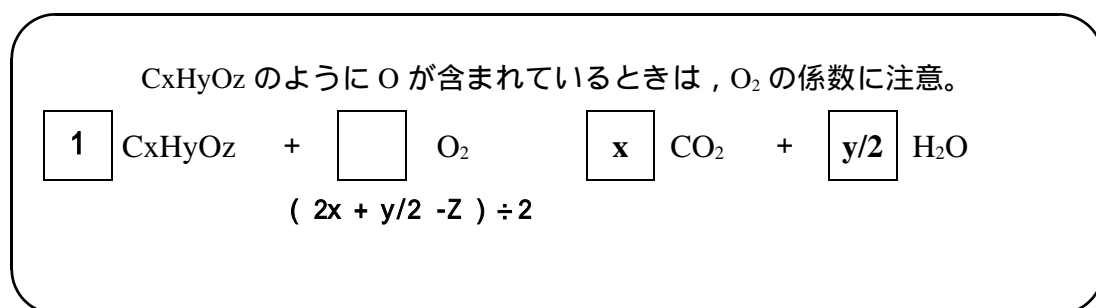 CxHyOz のように O が含まれているときは，O₂ の係数に注意。
1 CxHyOz + O₂ x CO₂ + y/2 H₂O
( 2x + y/2 -Z ) ÷2